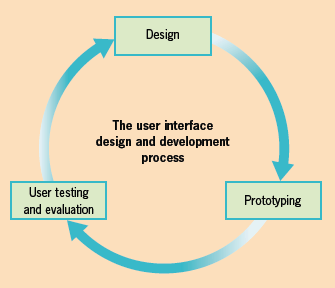 Design
The user interface
design and development
process
User testing
and evaluation
Prototyping